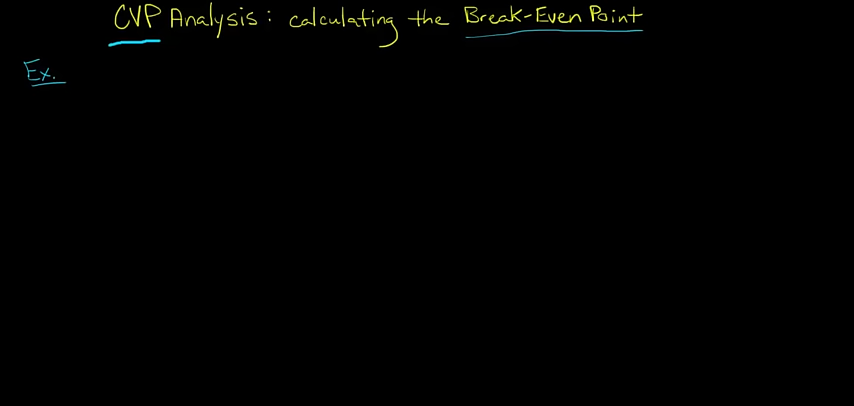 CVP Analysis: calculating the Break-Even Point
Ex.